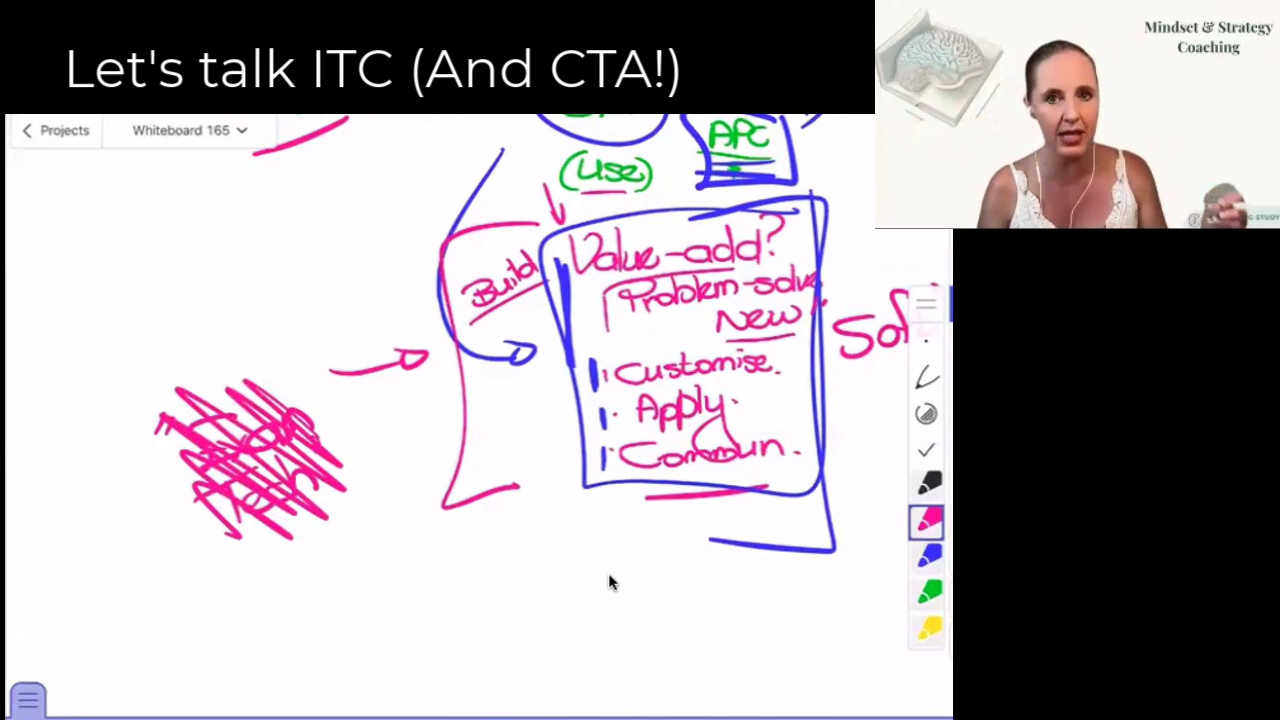 Let's talk ITC (And CTA!)
Mindset & Strategy
Coaching
Projects
Whiteboard 165
APC
(Use)
Build
Value-add?
Problem-solve
New
Customise.
Apply.
Commun.
STUDY